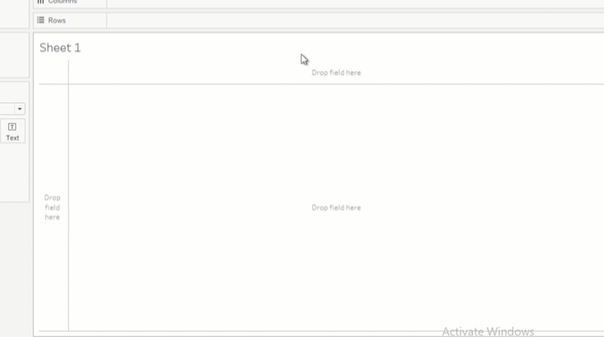 Columns
Rows
Sheet 1
Drop field here
Text
Drop
field
here
Drop field here
Activate Windows